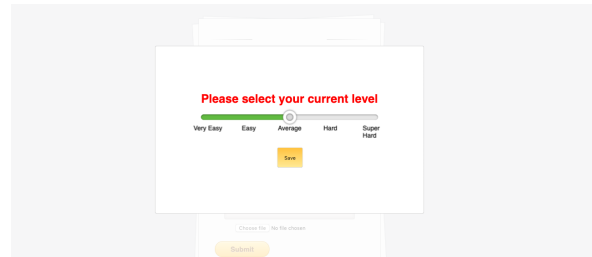 Please select your current level
Very Easy Easy Average Hard Super Hard
Save
Choose file No file chosen
Submit